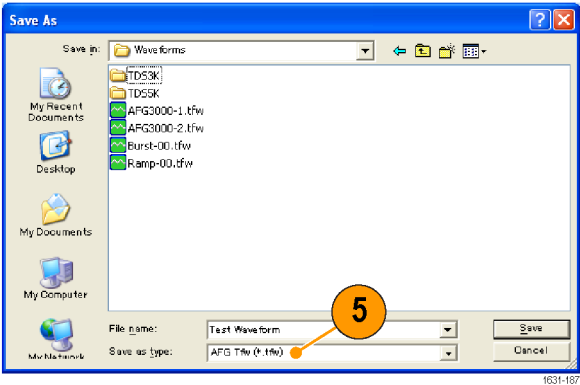 Save As
Save in:
Waveforms
TDS3K
TDS5K
AFG3000-1.tfw
AFG3000-2.tfw
Burst-00.tfw
Ramp-00.tfw
My Recent
Documents
Desktop
My Documents
My Computer
My Network
5
File name:
Test Waveform
Save
Save as type:
AFG Tfw (*.tfw)
Cancel
1631-187